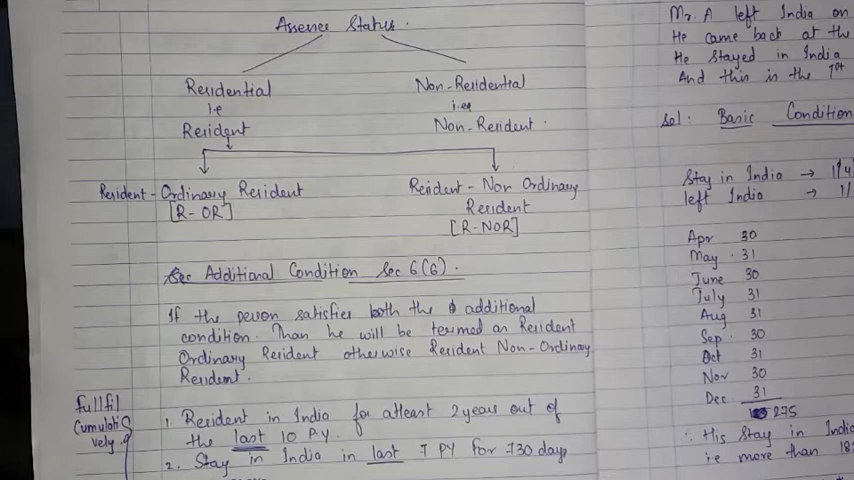 Assesee Status.
Residential
i.e
Resident
Non-Residential
i.e
Non-Resident.
Resident-Ordinary Resident
[R-OR]
Resident-Non Ordinary
Resident
[R-NOR]
Additional Condition Sec 6(6).
If the person satisfies both the additional
condition. Than he will be termed as Resident
Ordinary Resident otherwise Resident Non-Ordinary
Resident.
fullfil
Cumulati
vely.
1. Resident in India for atleast 2 years out of
the last 10 PY.
2. Stay in India in last 7 PY for 730 days
Mr. A left India on
He came back at the
He stayed in India
And this is the 1st
Sol: Basic Condition
Stay in India →
left India → 1/
Apr 30
May 31
June 30
July 31
Aug 31
Sep 30
Oct 31
Nov 30
Dec 31
275
∴ His Stay in India
i.e more than 18